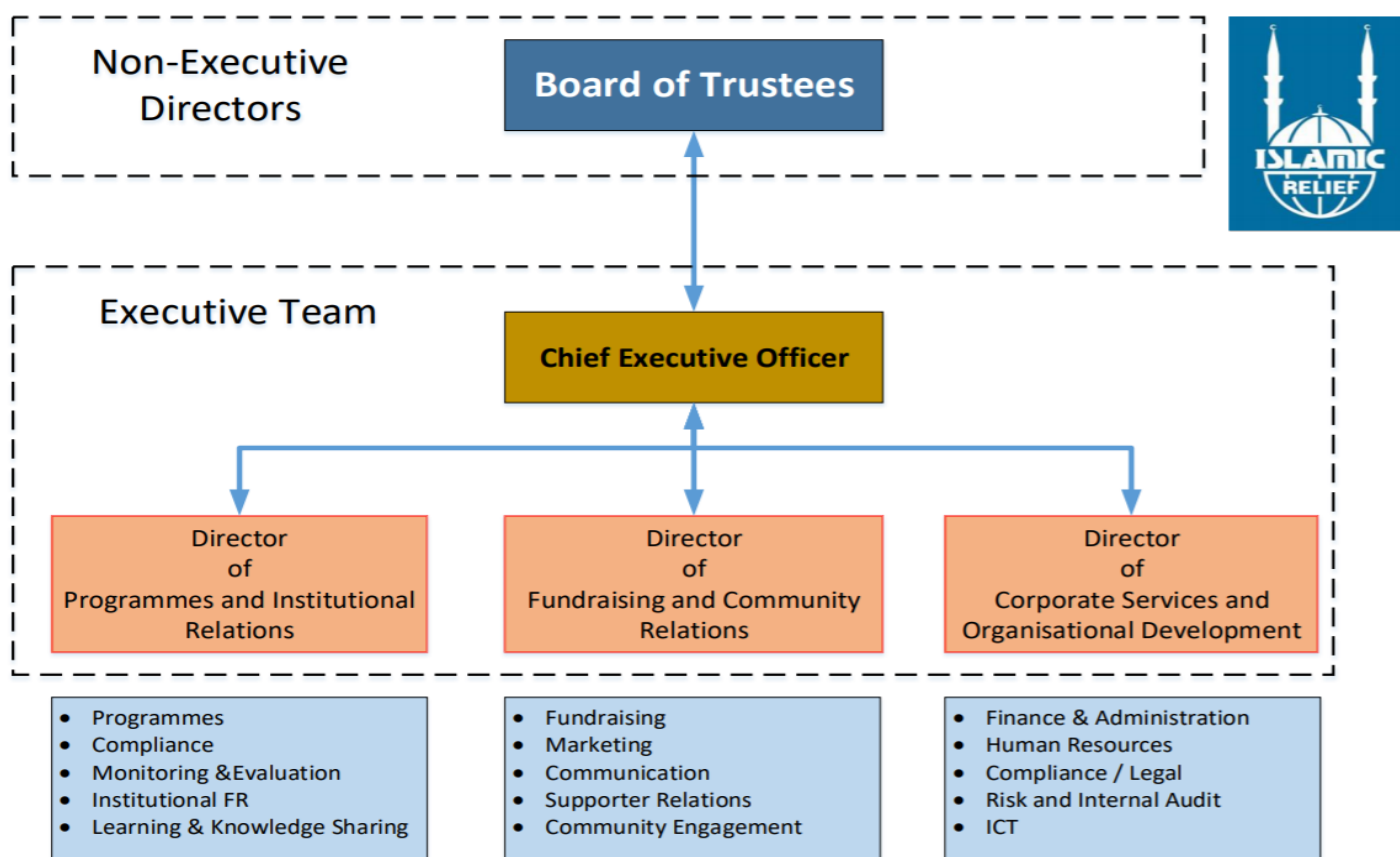 Non-Executive
Directors
Board of Trustees
ISLAMIC
RELIEF
Executive Team
Chief Executive Officer
Director
of
Programmes and Institutional
Relations
Director
of
Fundraising and Community
Relations
Director
of
Corporate Services and
Organisational Development
• Programmes
• Compliance
• Monitoring &Evaluation
• Institutional FR
• Learning & Knowledge Sharing
• Fundraising
• Marketing
• Communication
• Supporter Relations
• Community Engagement
• Finance & Administration
• Human Resources
• Compliance / Legal
• Risk and Internal Audit
• ICT